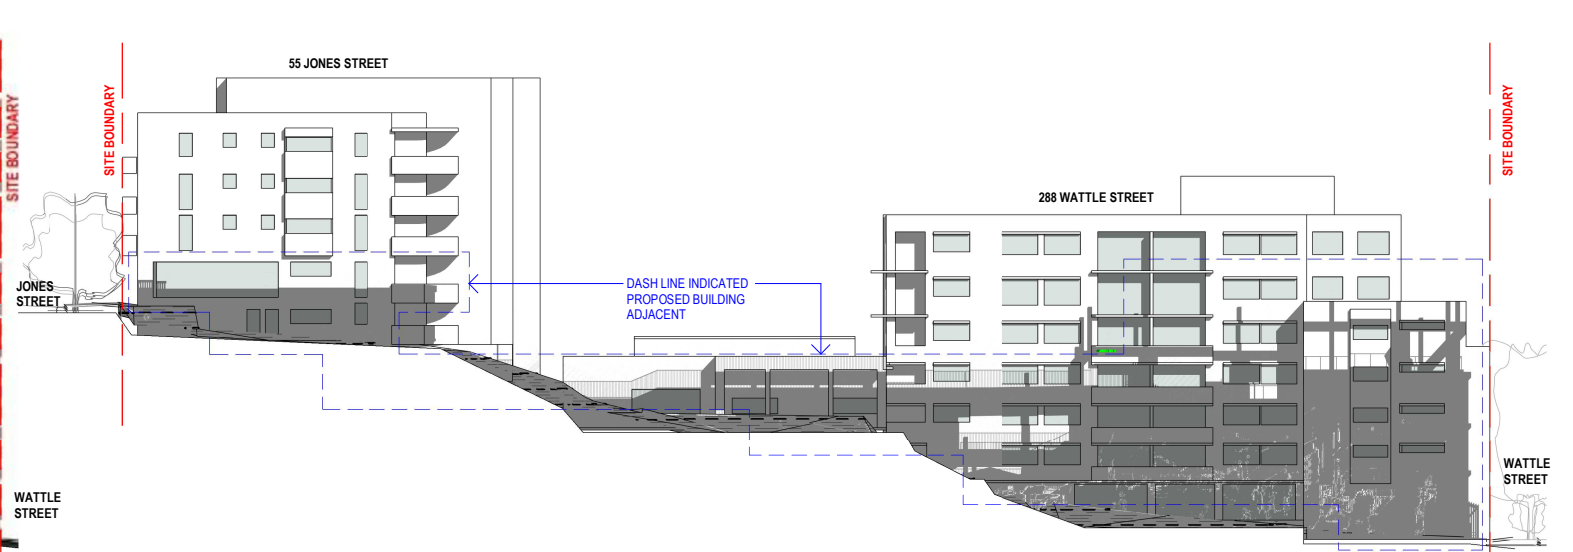 55 JONES STREET
SITE BOUNDARY
SITE BOUNDARY
SITE BOUNDARY
288 WATTLE STREET
JONES
STREET
DASH LINE INDICATED
PROPOSED BUILDING
ADJACENT
WATTLE
STREET
WATTLE
STREET